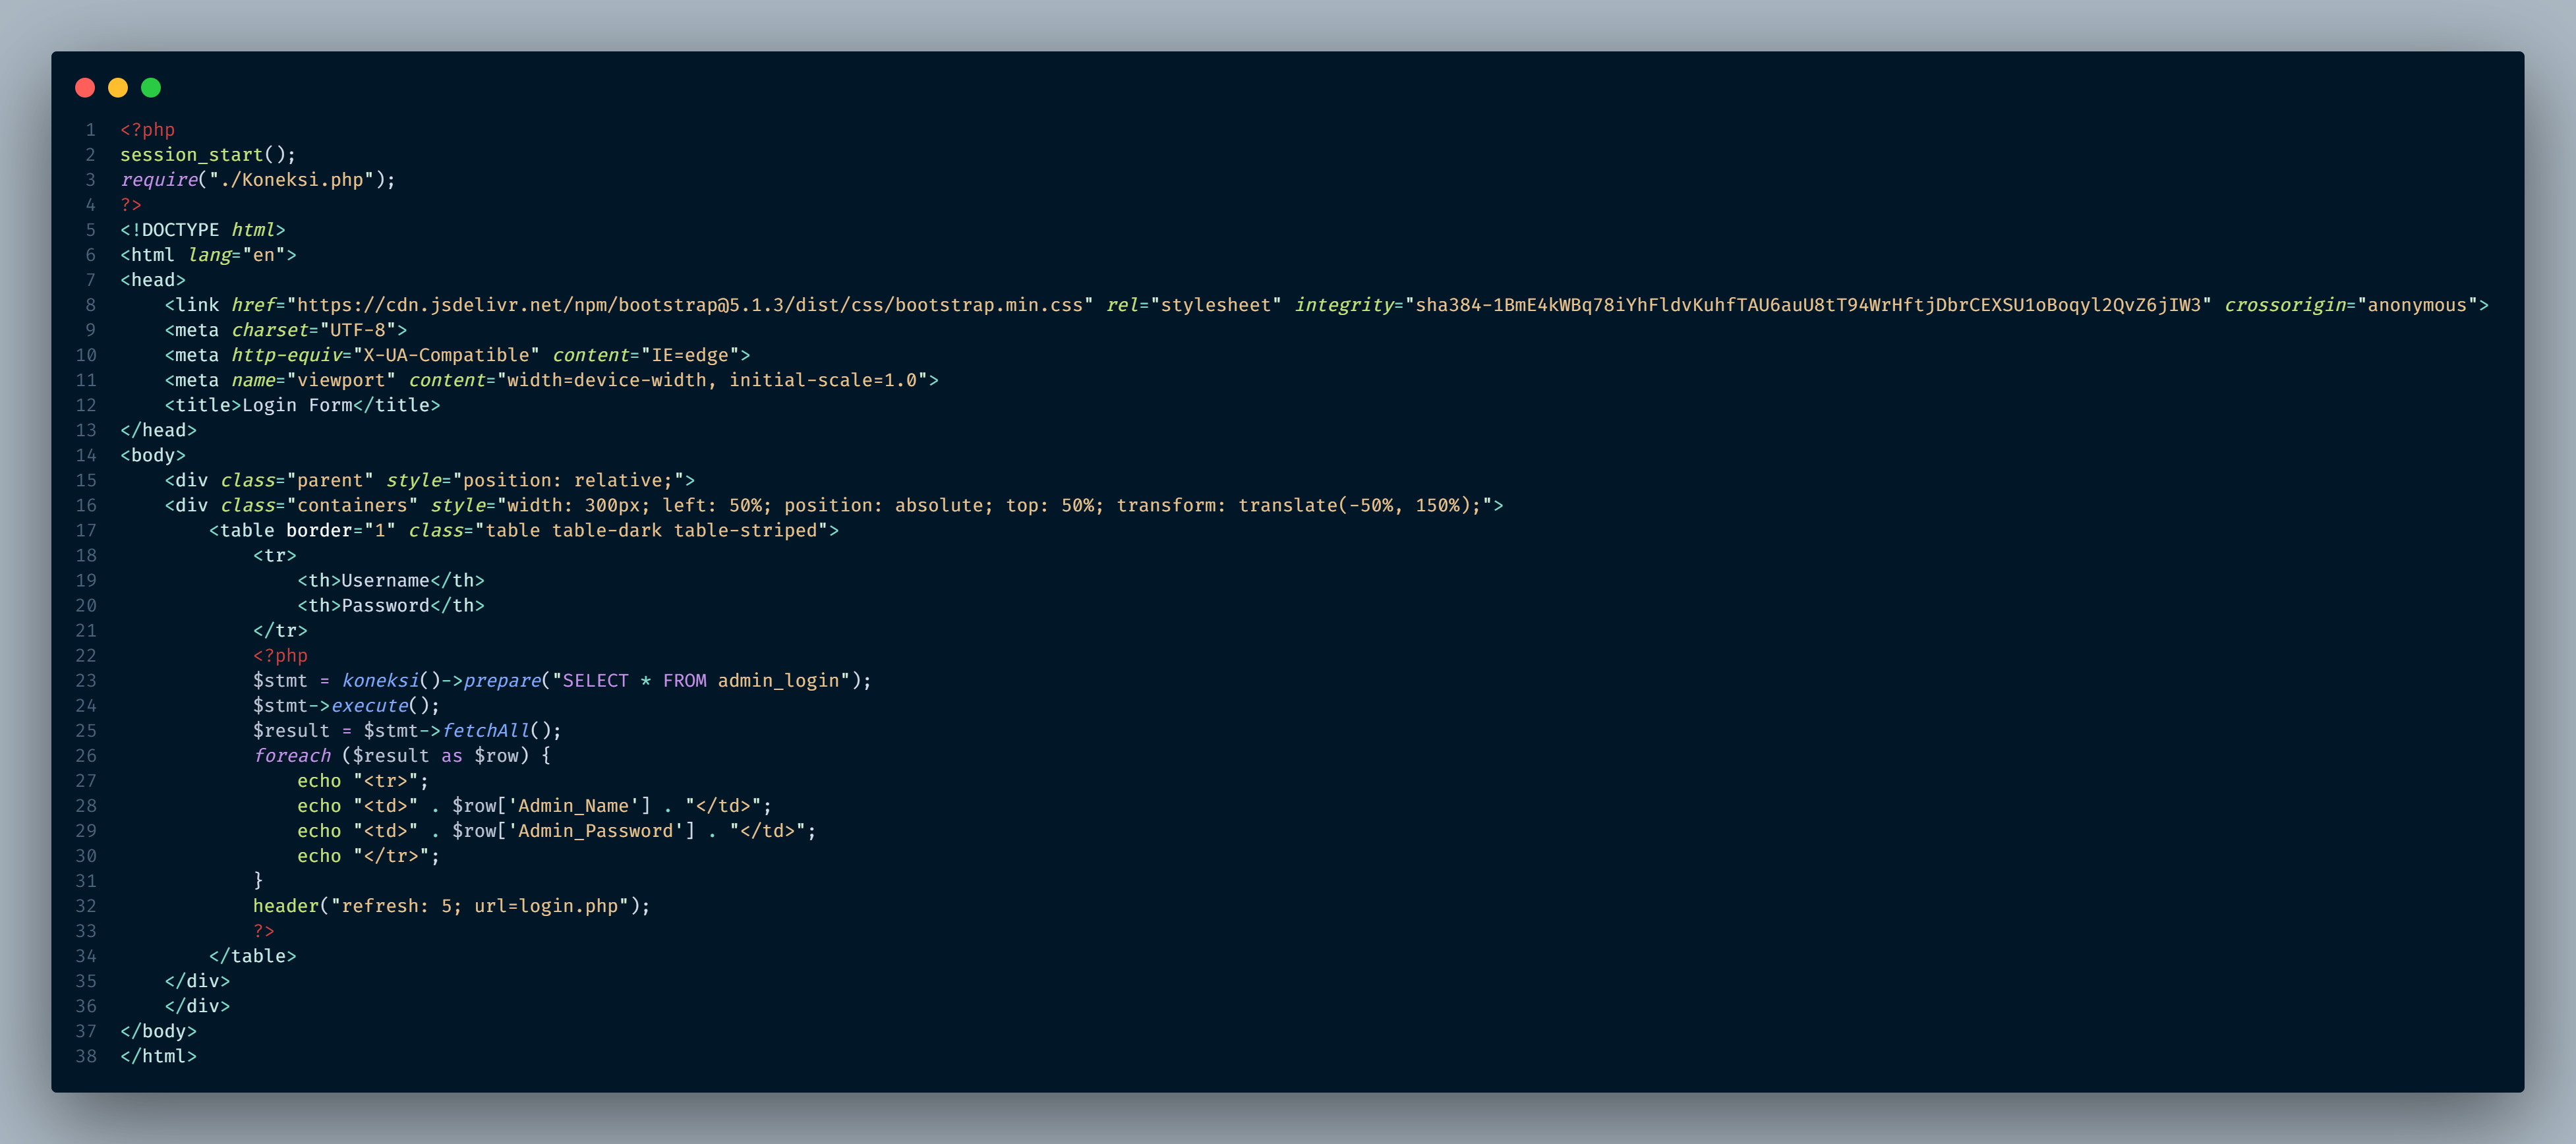 1 <?php
2 session_start();
3 require("./Koneksi.php");
4 ?>
5 <!DOCTYPE html>
6 <html lang="en">
7 <head>
8     <link href="https://cdn.jsdelivr.net/npm/bootstrap@5.1.3/dist/css/bootstrap.min.css" rel="stylesheet" integrity="sha384-1BmE4kWBq78iYhFldvKuhfTAU6auU8tT94WrHftjDbrCEXSU1oBoqyl2QvZ6jIW3" crossorigin="anonymous">
9     <meta charset="UTF-8">
10     <meta http-equiv="X-UA-Compatible" content="IE=edge">
11     <meta name="viewport" content="width=device-width, initial-scale=1.0">
12     <title>Login Form</title>
13 </head>
14 <body>
15     <div class="parent" style="position: relative;">
16     <div class="containers" style="width: 300px; left: 50%; position: absolute; top: 50%; transform: translate(-50%, 150%);">
17         <table border="1" class="table table-dark table-striped">
18             <tr>
19                 <th>Username</th>
20                 <th>Password</th>
21             </tr>
22             <?php
23             $stmt = koneksi()->prepare("SELECT * FROM admin_login");
24             $stmt->execute();
25             $result = $stmt->fetchAll();
26             foreach ($result as $row) {
27                 echo "<tr>";
28                 echo "<td>" . $row['Admin_Name'] . "</td>";
29                 echo "<td>" . $row['Admin_Password'] . "</td>";
30                 echo "</tr>";
31             }
32             header("refresh: 5; url=login.php");
33             ?>
34         </table>
35     </div>
36     </div>
37 </body>
38 </html>